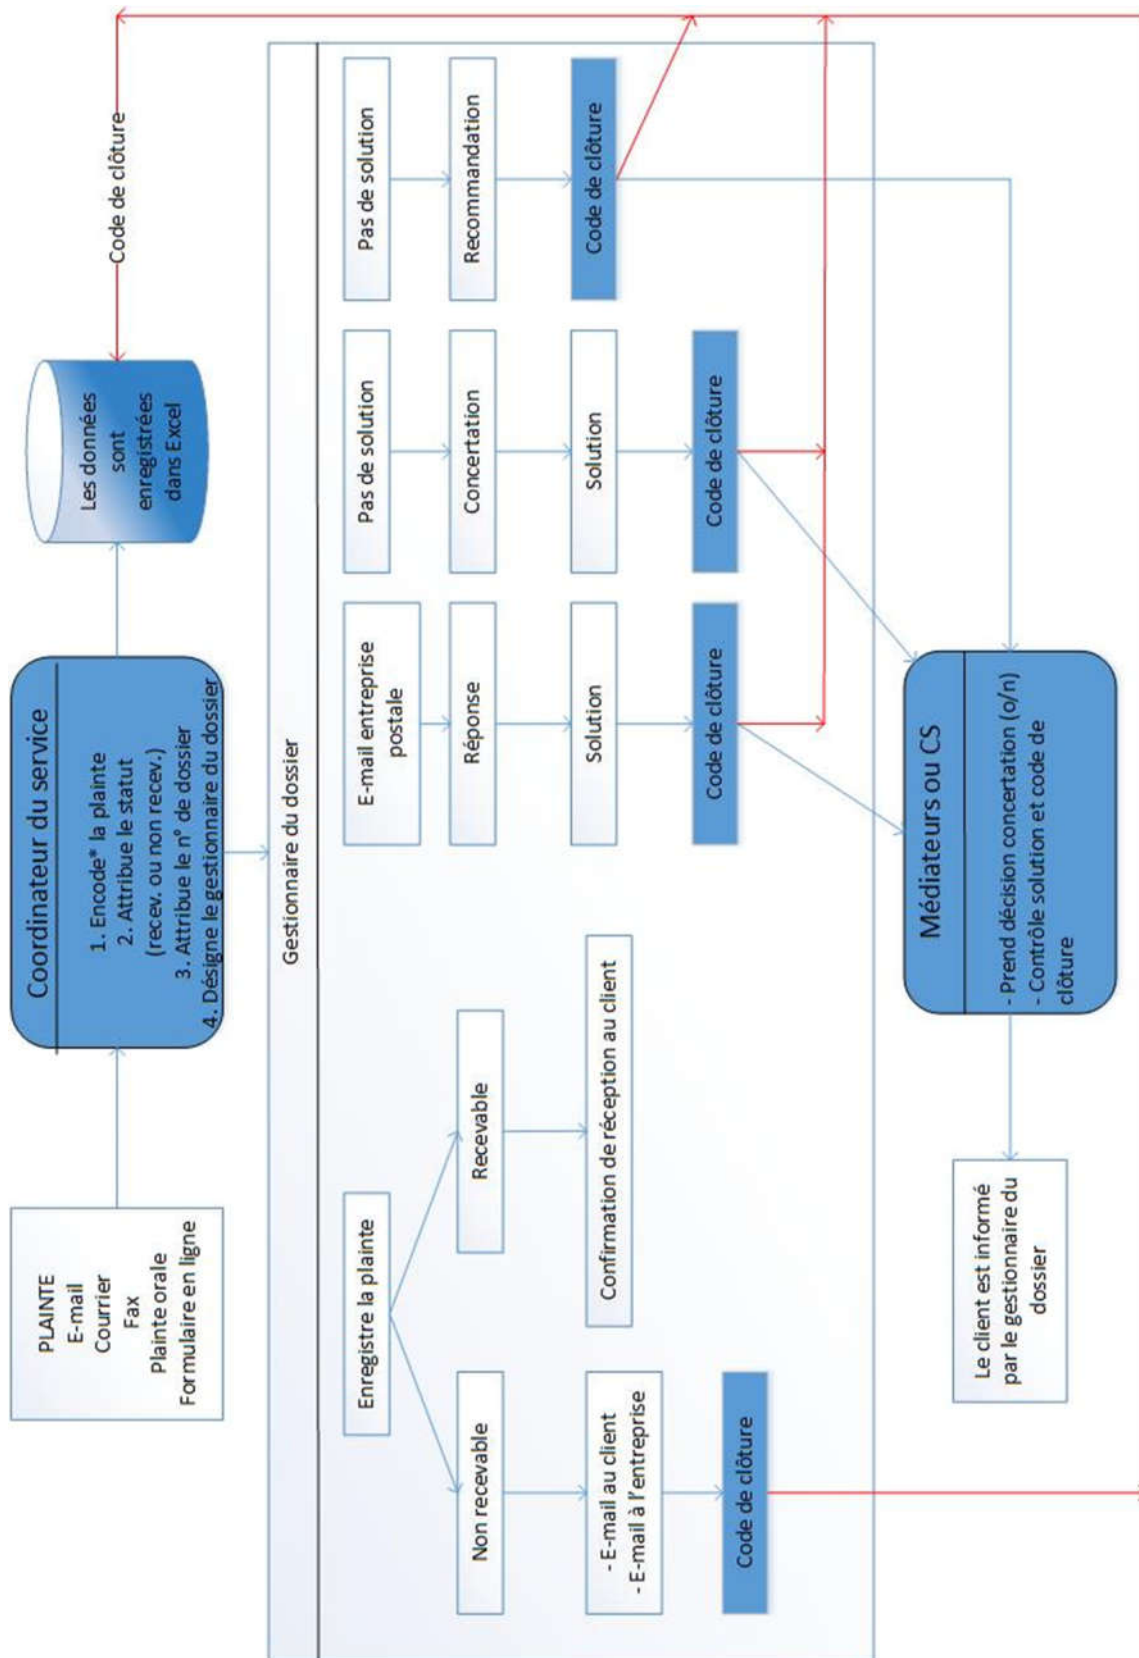 PLAINTE
E-mail
Courrier
Fax
Plainte orale
Formulaire en ligne
Coordinateur du service
1. Encode* la plainte
2. Attribue le statut
(recev. ou non recev.)
3. Attribue le n° de dossier
4. Désigne le gestionnaire du dossier
Les données
sont
enregistrées
dans Excel
Code de clôture
Gestionnaire du dossier
Enregistre la plainte
Non recevable
- E-mail au client
- E-mail à l'entreprise
Code de clôture
Recevable
Confirmation de réception au client
E-mail entreprise
postale
Réponse
Solution
Code de clôture
Pas de solution
Concertation
Solution
Code de clôture
Pas de solution
Recommandation
Code de clôture
Le client est informé
par le gestionnaire du
dossier
Médiateurs ou CS
- Prend décision concertation (o/n)
- Contrôle solution et code de
clôture